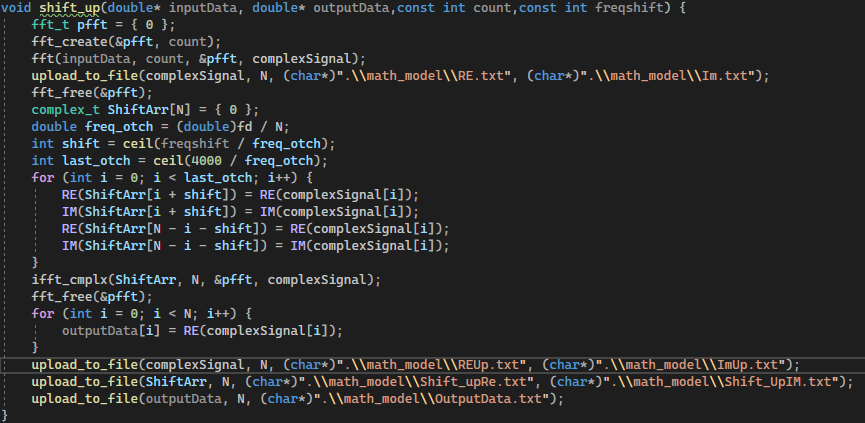 void shift_up(double* inputData, double* outputData,const int count,const int freqshift) {
fft_t pfft = { 0 };
fft_create(&pfft, count);
fft(inputData, count, &pfft, complexSignal);
upload_to_file(complexSignal, N, (char*)".\\math_model\\RE.txt", (char*)".\\math_model\\Im.txt");
fft_free(&pfft);
complex_t ShiftArr[N] = { 0 };
double freq_otch = (double)fd / N;
int shift = ceil(freqshift / freq_otch);
int last_otch = ceil(4000 / freq_otch);
for (int i = 0; i < last_otch; i++) {
RE(ShiftArr[i + shift]) = RE(complexSignal[i]);
IM(ShiftArr[i + shift]) = IM(complexSignal[i]);
RE(ShiftArr[N - i - shift]) = RE(complexSignal[i]);
IM(ShiftArr[N - i - shift]) = IM(complexSignal[i]);
}
ifft_cmplx(ShiftArr, N, &pfft, complexSignal);
fft_free(&pfft);
for (int i = 0; i < N; i++) {
outputData[i] = RE(complexSignal[i]);
}
upload_to_file(complexSignal, N, (char*)".\\math_model\\REUp.txt", (char*)".\\math_model\\ImUp.txt");
upload_to_file(ShiftArr, N, (char*)".\\math_model\\Shift_upRe.txt", (char*)".\\math_model\\Shift_UpIM.txt");
upload_to_file(outputData, N, (char*)".\\math_model\\OutputData.txt");
}